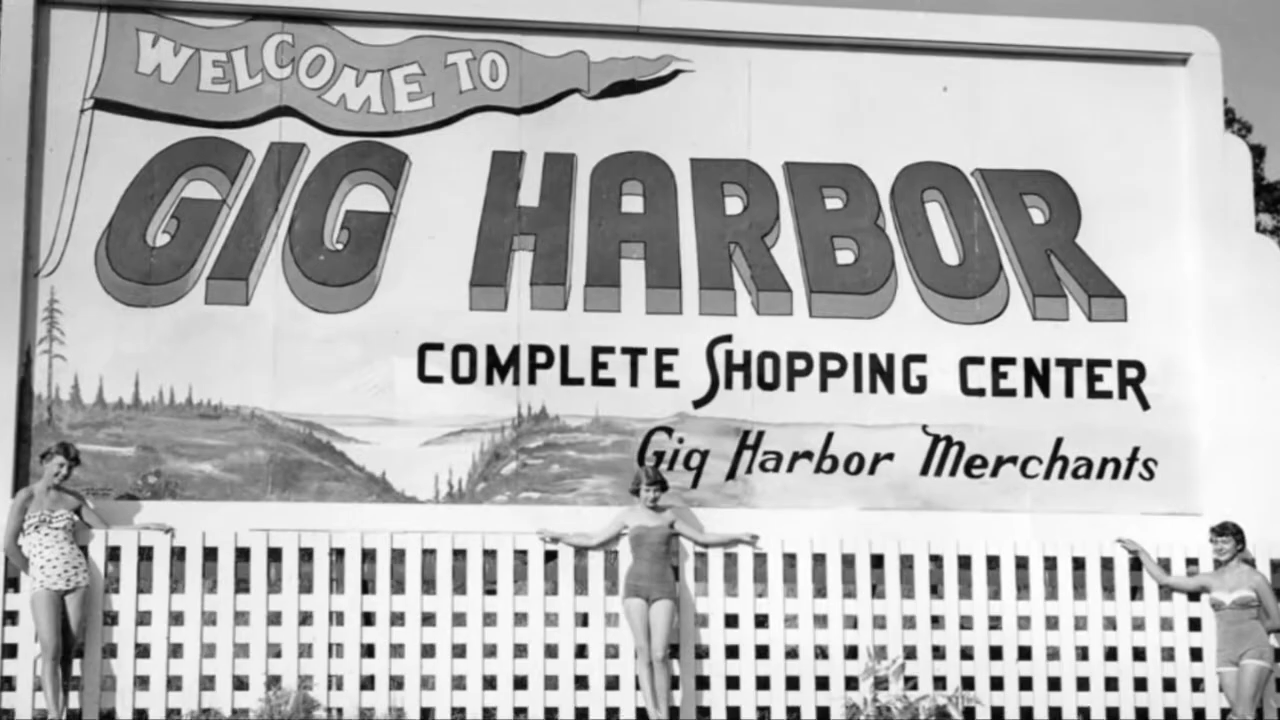 WELCOME TO
GIG HARBOR
COMPLETE SHOPPING CENTER
Gig Harbor Merchants